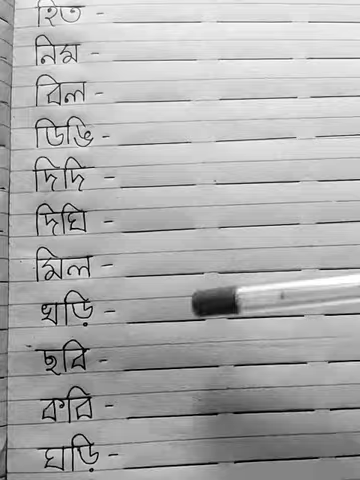 হিত
নিম -
বিল -
ডিঙি -
দিদি -
দিঘি -
মিল -
খড়ি -
ছবি -
কবি -
ঘড়ি -